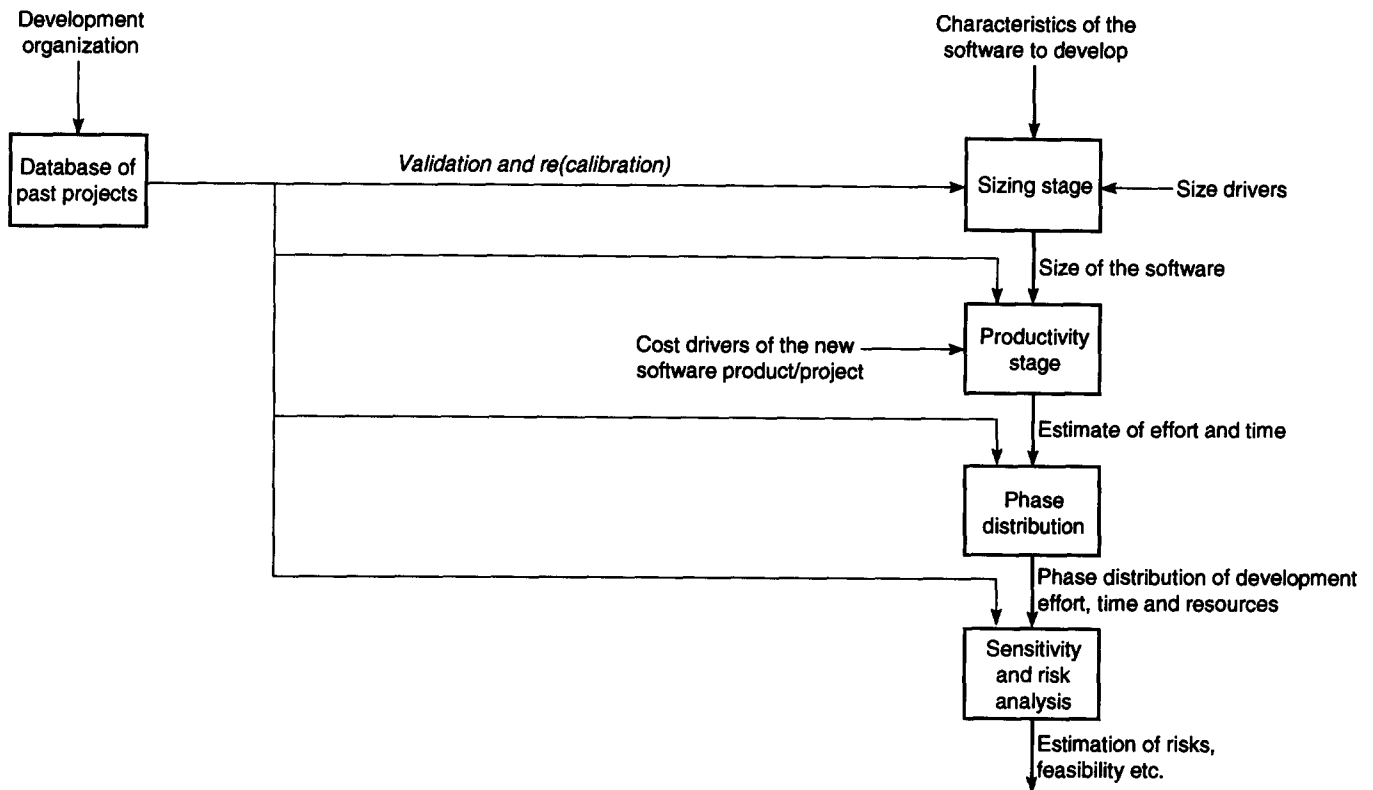 Development
organization
Characteristics of the
software to develop
Database of
past projects
Validation and re(calibration)
Sizing stage
Size drivers
Size of the software
Cost drivers of the new
software product/project
Productivity
stage
Estimate of effort and time
Phase
distribution
Phase distribution of development
effort, time and resources
Sensitivity
and risk
analysis
Estimation of risks,
feasibility etc.